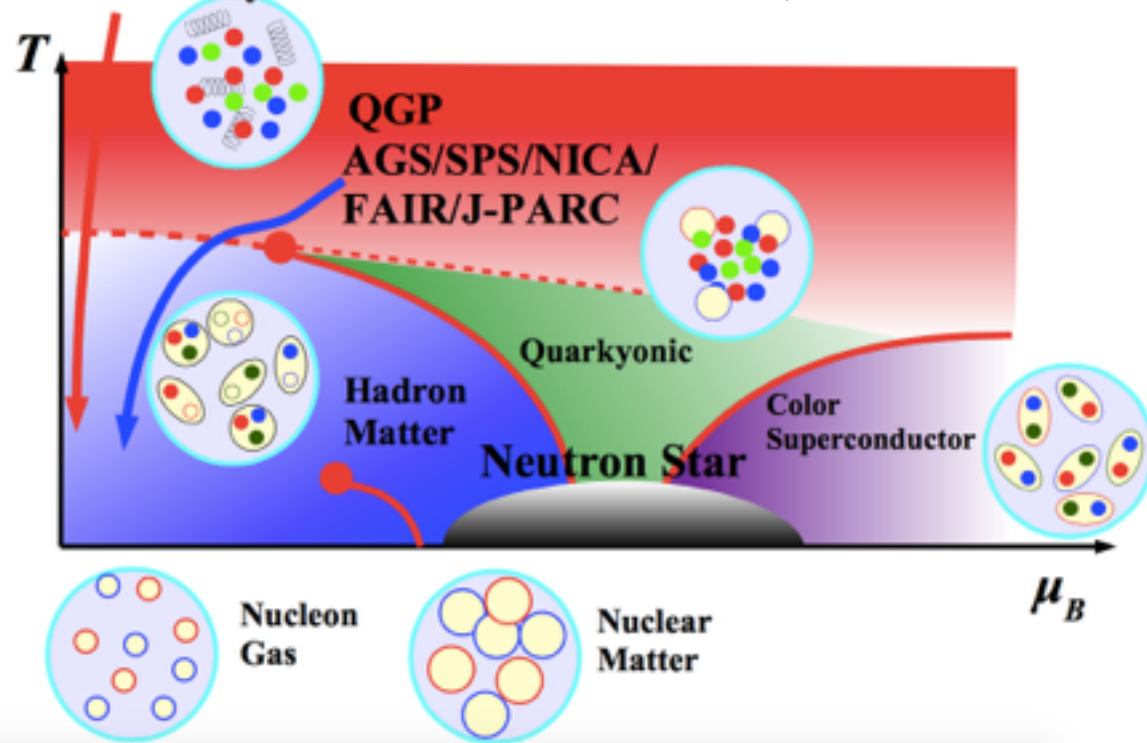 T
QGP
AGS/SPS/NICA/
FAIR/J-PARC
Quarkyonic
Hadron
Matter
Color
Superconductor
Neutron Star
μB
Nucleon
Gas
Nuclear
Matter